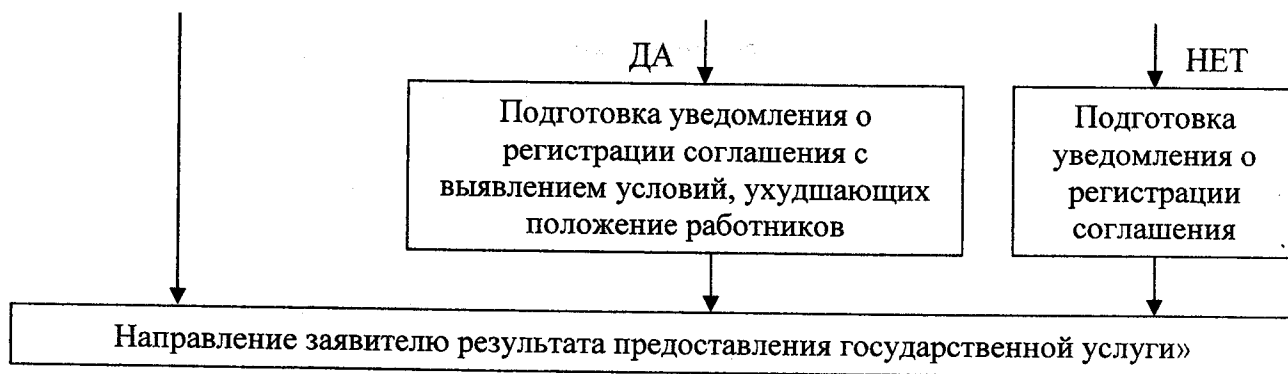 ДА
НЕТ
Подготовка уведомления о
регистрации соглашения с
выявлением условий, ухудшающих
положение работников
Подготовка
уведомления о
регистрации
соглашения
Направление заявителю результата предоставления государственной услуги»